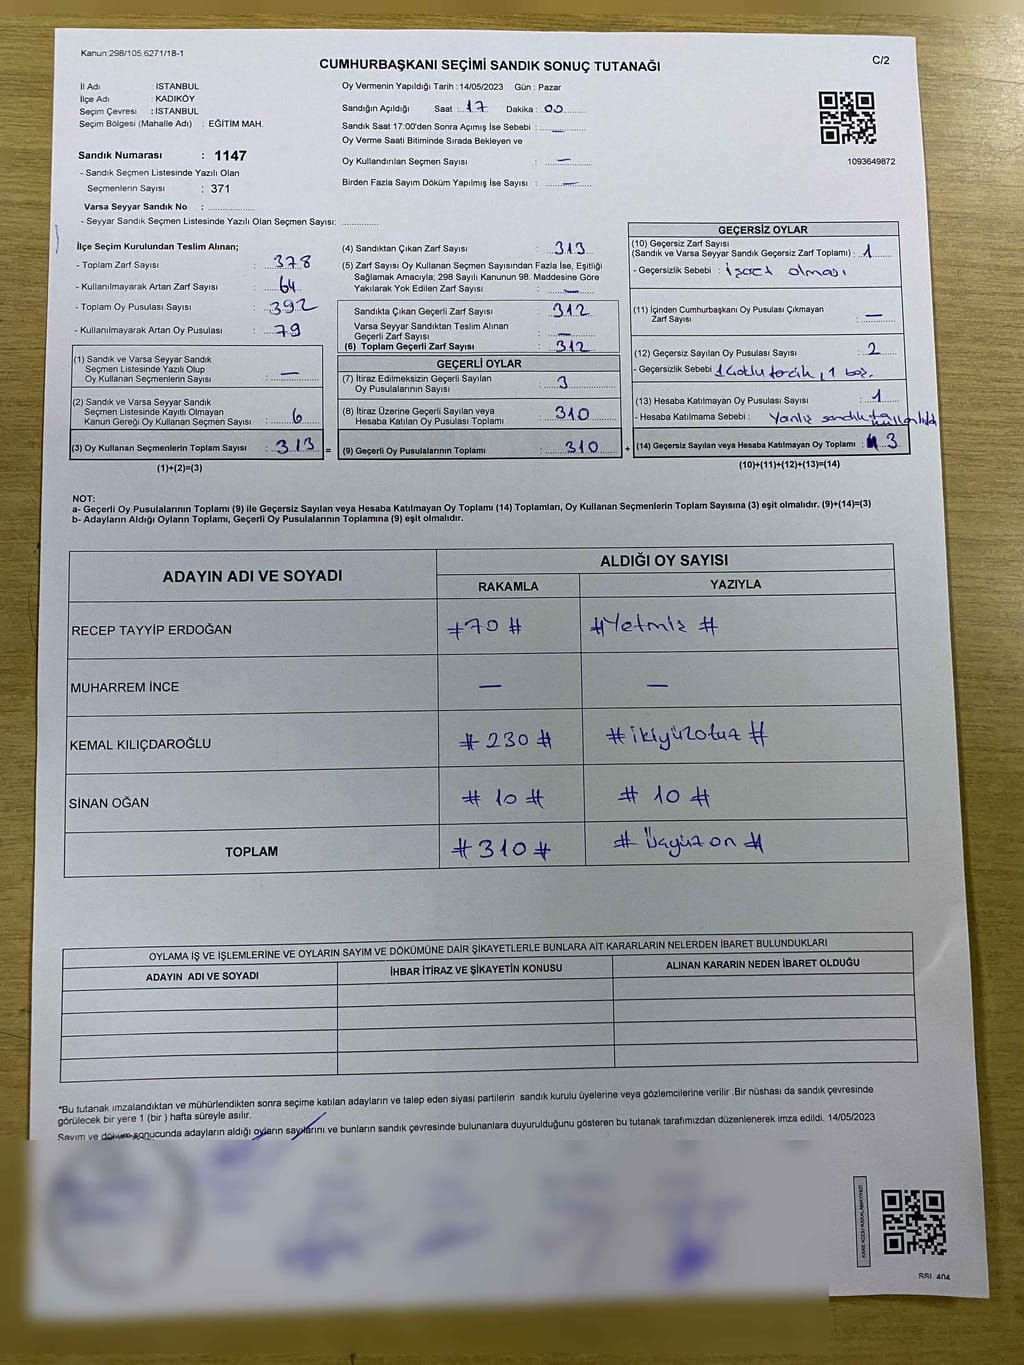 Kanun:298/105.6271/18-1
C/2
CUMHURBAŞKANI SEÇİMİ SANDIK SONUÇ TUTANAĞI
İl Adı : İSTANBUL
İlçe Adı : KADIKÖY
Seçim Çevresi : İSTANBUL
Seçim Bölgesi (Mahalle Adı) : EĞİTİM MAH.
Sandık Numarası : 1147
- Sandık Seçmen Listesinde Yazılı Olan
Seçmenlerin Sayısı : 371
Varsa Seyyar Sandık No :
- Seyyar Sandık Seçmen Listesinde Yazılı Olan Seçmen Sayısı:
Oy Vermenin Yapıldığı Tarih : 14/05/2023 Gün : Pazar
Sandığın Açıldığı Saat : 17 Dakika : 00
Sandık Saat 17:00'den Sonra Açımış İse Sebebi : —
Oy Verme Saati Bitiminde Sırada Bekleyen ve
Oy Kullandırılan Seçmen Sayısı : —
Birden Fazla Sayım Döküm Yapılmış İse Sayısı : —
1093649872
İlçe Seçim Kurulundan Teslim Alınan;
- Toplam Zarf Sayısı : 378
- Kullanılmayarak Artan Zarf Sayısı : 64
- Toplam Oy Pusulası Sayısı : 392
- Kullanılmayarak Artan Oy Pusulası : 79
(1) Sandık ve Varsa Seyyar Sandık
Seçmen Listesinde Yazılı Olup
Oy Kullanan Seçmenlerin Sayısı : —
(2) Sandık ve Varsa Seyyar Sandık
Seçmen Listesinde Kayıtlı Olmayan
Kanun Gereği Oy Kullanan Seçmen Sayısı : 6
(3) Oy Kullanan Seçmenlerin Toplam Sayısı : 313 =
(1)+(2)=(3)
(4) Sandıktan Çıkan Zarf Sayısı : 313
(5) Zarf Sayısı Oy Kullanan Seçmen Sayısından Fazla İse, Eşitliği
Sağlamak Amacıyla; 298 Sayılı Kanunun 98. Maddesine Göre
Yakılarak Yok Edilen Zarf Sayısı : —
Sandıkta Çıkan Geçerli Zarf Sayısı : 312
Varsa Seyyar Sandıktan Teslim Alınan
Geçerli Zarf Sayısı : —
(6) Toplam Geçerli Zarf Sayısı : 312
GEÇERLİ OYLAR
(7) İtiraz Edilmeksizin Geçerli Sayılan
Oy Pusulalarının Sayısı : 3
(8) İtiraz Üzerine Geçerli Sayılan veya
Hesaba Katılan Oy Pusulası Toplamı : 310
(9) Geçerli Oy Pusulalarının Toplamı : 310 +
GEÇERSİZ OYLAR
(10) Geçersiz Zarf Sayısı
(Sandık ve Varsa Seyyar Sandık Geçersiz Zarf Toplamı) : 1
- Geçersizlik Sebebi : işaret olması
(11) İçinden Cumhurbaşkanı Oy Pusulası Çıkmayan
Zarf Sayısı : —
(12) Geçersiz Sayılan Oy Pusulası Sayısı : 2
- Geçersizlik Sebebi : tercih, 1 boş.
(13) Hesaba Katılmayan Oy Pusulası Sayısı : 1
- Hesaba Katılmama Sebebi : Yanlış sandıkta kullanıldı
(14) Geçersiz Sayılan veya Hesaba Katılmayan Oy Toplamı : 3
(10)+(11)+(12)+(13)=(14)
NOT:
a- Geçerli Oy Pusulalarının Toplamı (9) ile Geçersiz Sayılan veya Hesaba Katılmayan Oy Toplamı (14) Toplamları, Oy Kullanan Seçmenlerin Toplam Sayısına (3) eşit olmalıdır. (9)+(14)=(3)
b- Adayların Aldığı Oyların Toplamı, Geçerli Oy Pusulalarının Toplamına (9) eşit olmalıdır.
ADAYIN ADI VE SOYADI
ALDIĞI OY SAYISI
RAKAMLA YAZIYLA
RECEP TAYYİP ERDOĞAN #70# #Yetmiş#
MUHARREM İNCE — —
KEMAL KILIÇDAROĞLU #230# #ikiyüzotuz#
SİNAN OĞAN #10# #10#
TOPLAM #310# #Üçyüzon#
OYLAMA İŞ VE İŞLEMLERİNE VE OYLARIN SAYIM VE DÖKÜMÜNE DAİR ŞİKAYETLERLE BUNLARA AİT KARARLARIN NELERDEN İBARET BULUNDUKLARI
ADAYIN ADI VE SOYADI İHBAR İTİRAZ VE ŞİKAYETİN KONUSU ALINAN KARARIN NEDEN İBARET OLDUĞU
*Bu tutanak imzalandıktan ve mühürlendikten sonra seçime katılan adayların ve talep eden siyasi partilerin sandık kurulu üyelerine veya gözlemcilerine verilir .Bir nüshası da sandık çevresinde
görülecek bir yere 1 (bir ) hafta süreyle asılır.
Sayım ve döküm sonucunda adayların aldığı oyların sayılarını ve bunların sandık çevresinde bulunanlara duyurulduğunu gösteren bu tutanak tarafımızdan düzenlenerek imza edildi. 14/05/2023
KARE KODU KARALAMAYINIZ!